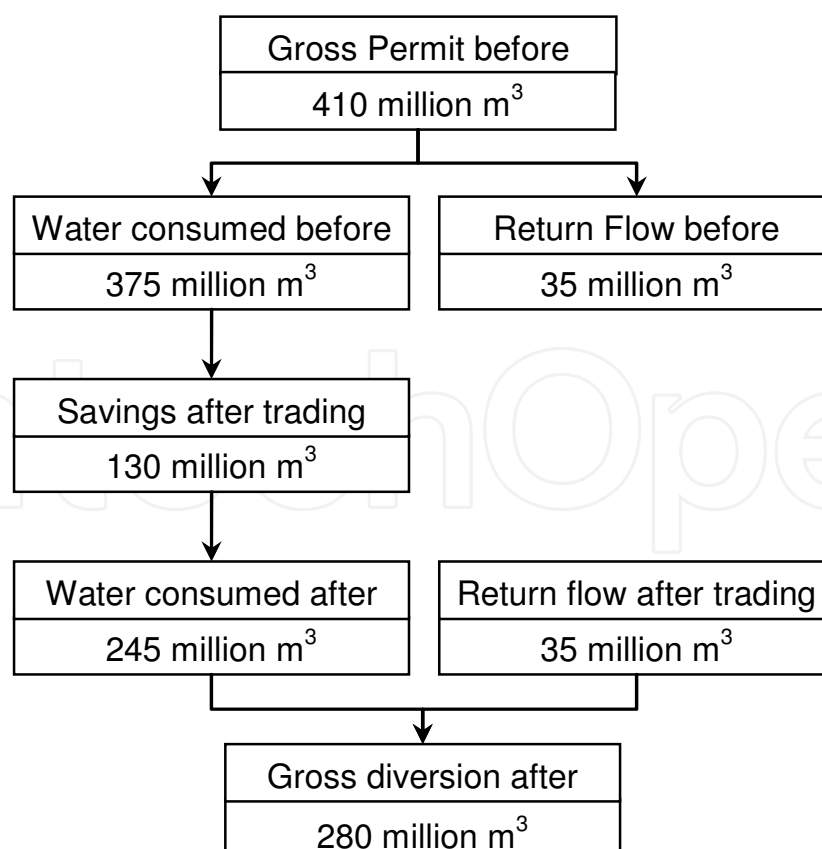 Gross Permit before
410 million m³
Water consumed before
375 million m³
Return Flow before
35 million m³
Savings after trading
130 million m³
Water consumed after
245 million m³
Return flow after trading
35 million m³
Gross diversion after
280 million m³